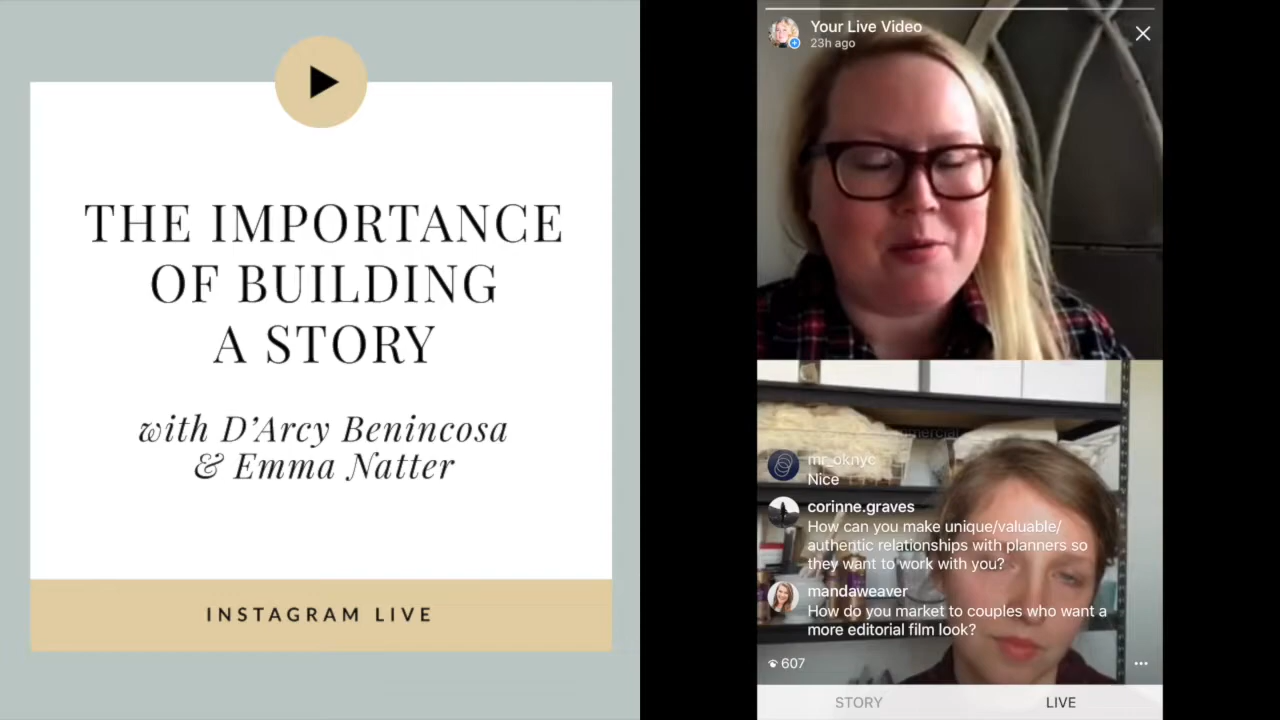 THE IMPORTANCE
OF BUILDING
A STORY
with D'Arcy Benincosa
& Emma Natter
INSTAGRAM LIVE
Your Live Video
23h ago
mr_oknyc
Nice
corinne.graves
How can you make unique/valuable/
authentic relationships with planners so
they want to work with you?
mandaweaver
How do you market to couples who want a
more editorial film look?
607
STORY
LIVE